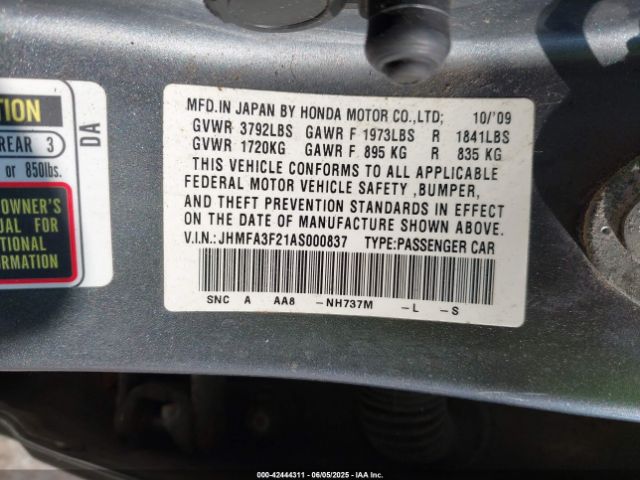 TION
REAR 3
or 850lbs.
OWNER'S
UAL FOR
TIONAL
FORMATION
DA
MFD.IN JAPAN BY HONDA MOTOR CO.,LTD; 10/'09
GVWR 3792LBS GAWR F 1973LBS R 1841LBS
GVWR 1720KG GAWR F 895 KG R 835 KG
THIS VEHICLE CONFORMS TO ALL APPLICABLE
FEDERAL MOTOR VEHICLE SAFETY ,BUMPER,
AND THEFT PREVENTION STANDARDS IN EFFECT
ON THE DATE OF MANUFACTURE SHOWN ABOVE.
V.I.N.: JHMFA3F21AS000837 TYPE:PASSENGER CAR
SNC A AA8 -NH737M -L -S
000-42444311 - 06/05/2025 - IAA Inc.